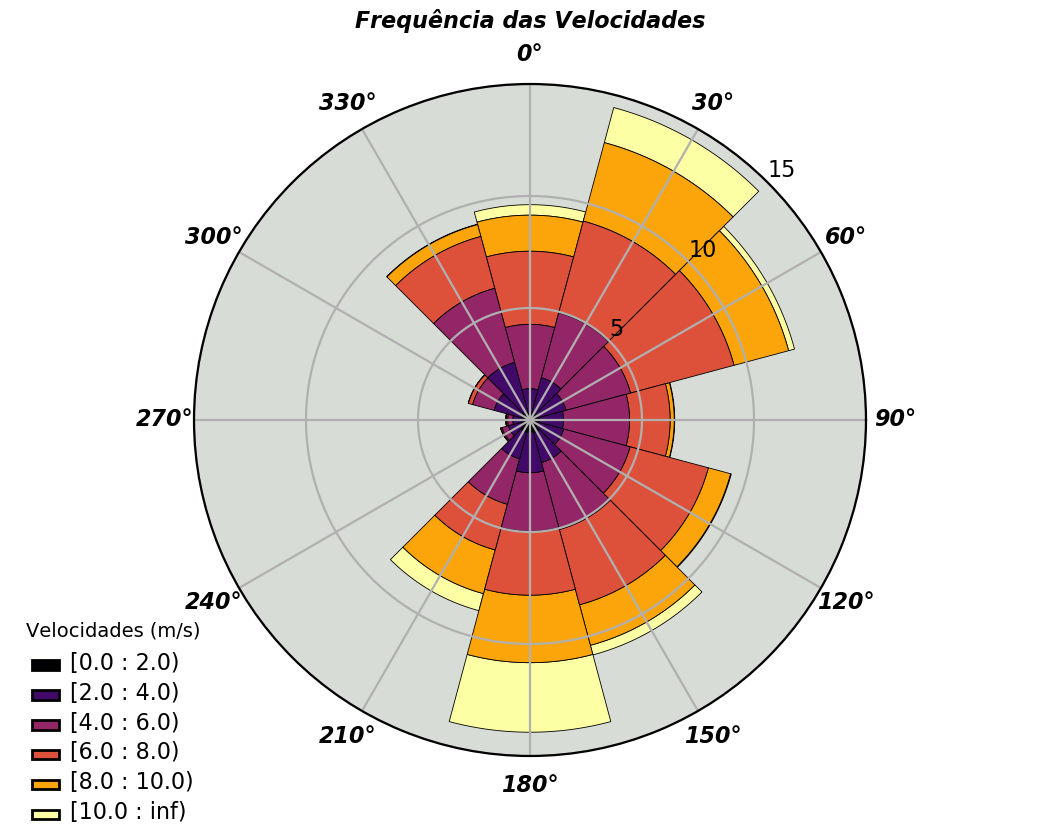 Frequência das Velocidades
0°
330°
30°
15
300°
60°
10
5
270°
90°
240°
120°
210°
150°
180°
Velocidades (m/s)
[0.0 : 2.0)
[2.0 : 4.0)
[4.0 : 6.0)
[6.0 : 8.0)
[8.0 : 10.0)
[10.0 : inf)